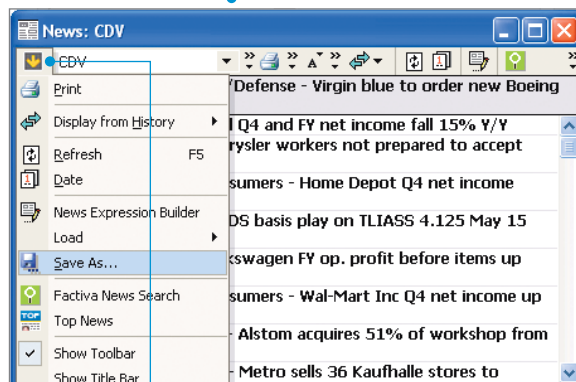 News: CDV
CDV
Print
Display from History
Refresh F5
Date
News Expression Builder
Load
Save As...
Factiva News Search
TOP
NEWS
Top News
Show Toolbar
Show Title Bar
Defense - Virgin blue to order new Boeing
Q4 and FY net income fall 15% Y/Y
rysler workers not prepared to accept
sumers - Home Depot Q4 net income
DS basis play on TLIASS 4.125 May 15
kswagen FY op. profit before items up
sumers - Wal-Mart Inc Q4 net income up
- Alstom acquires 51% of workshop from
- Metro sells 36 Kaufhalle stores to